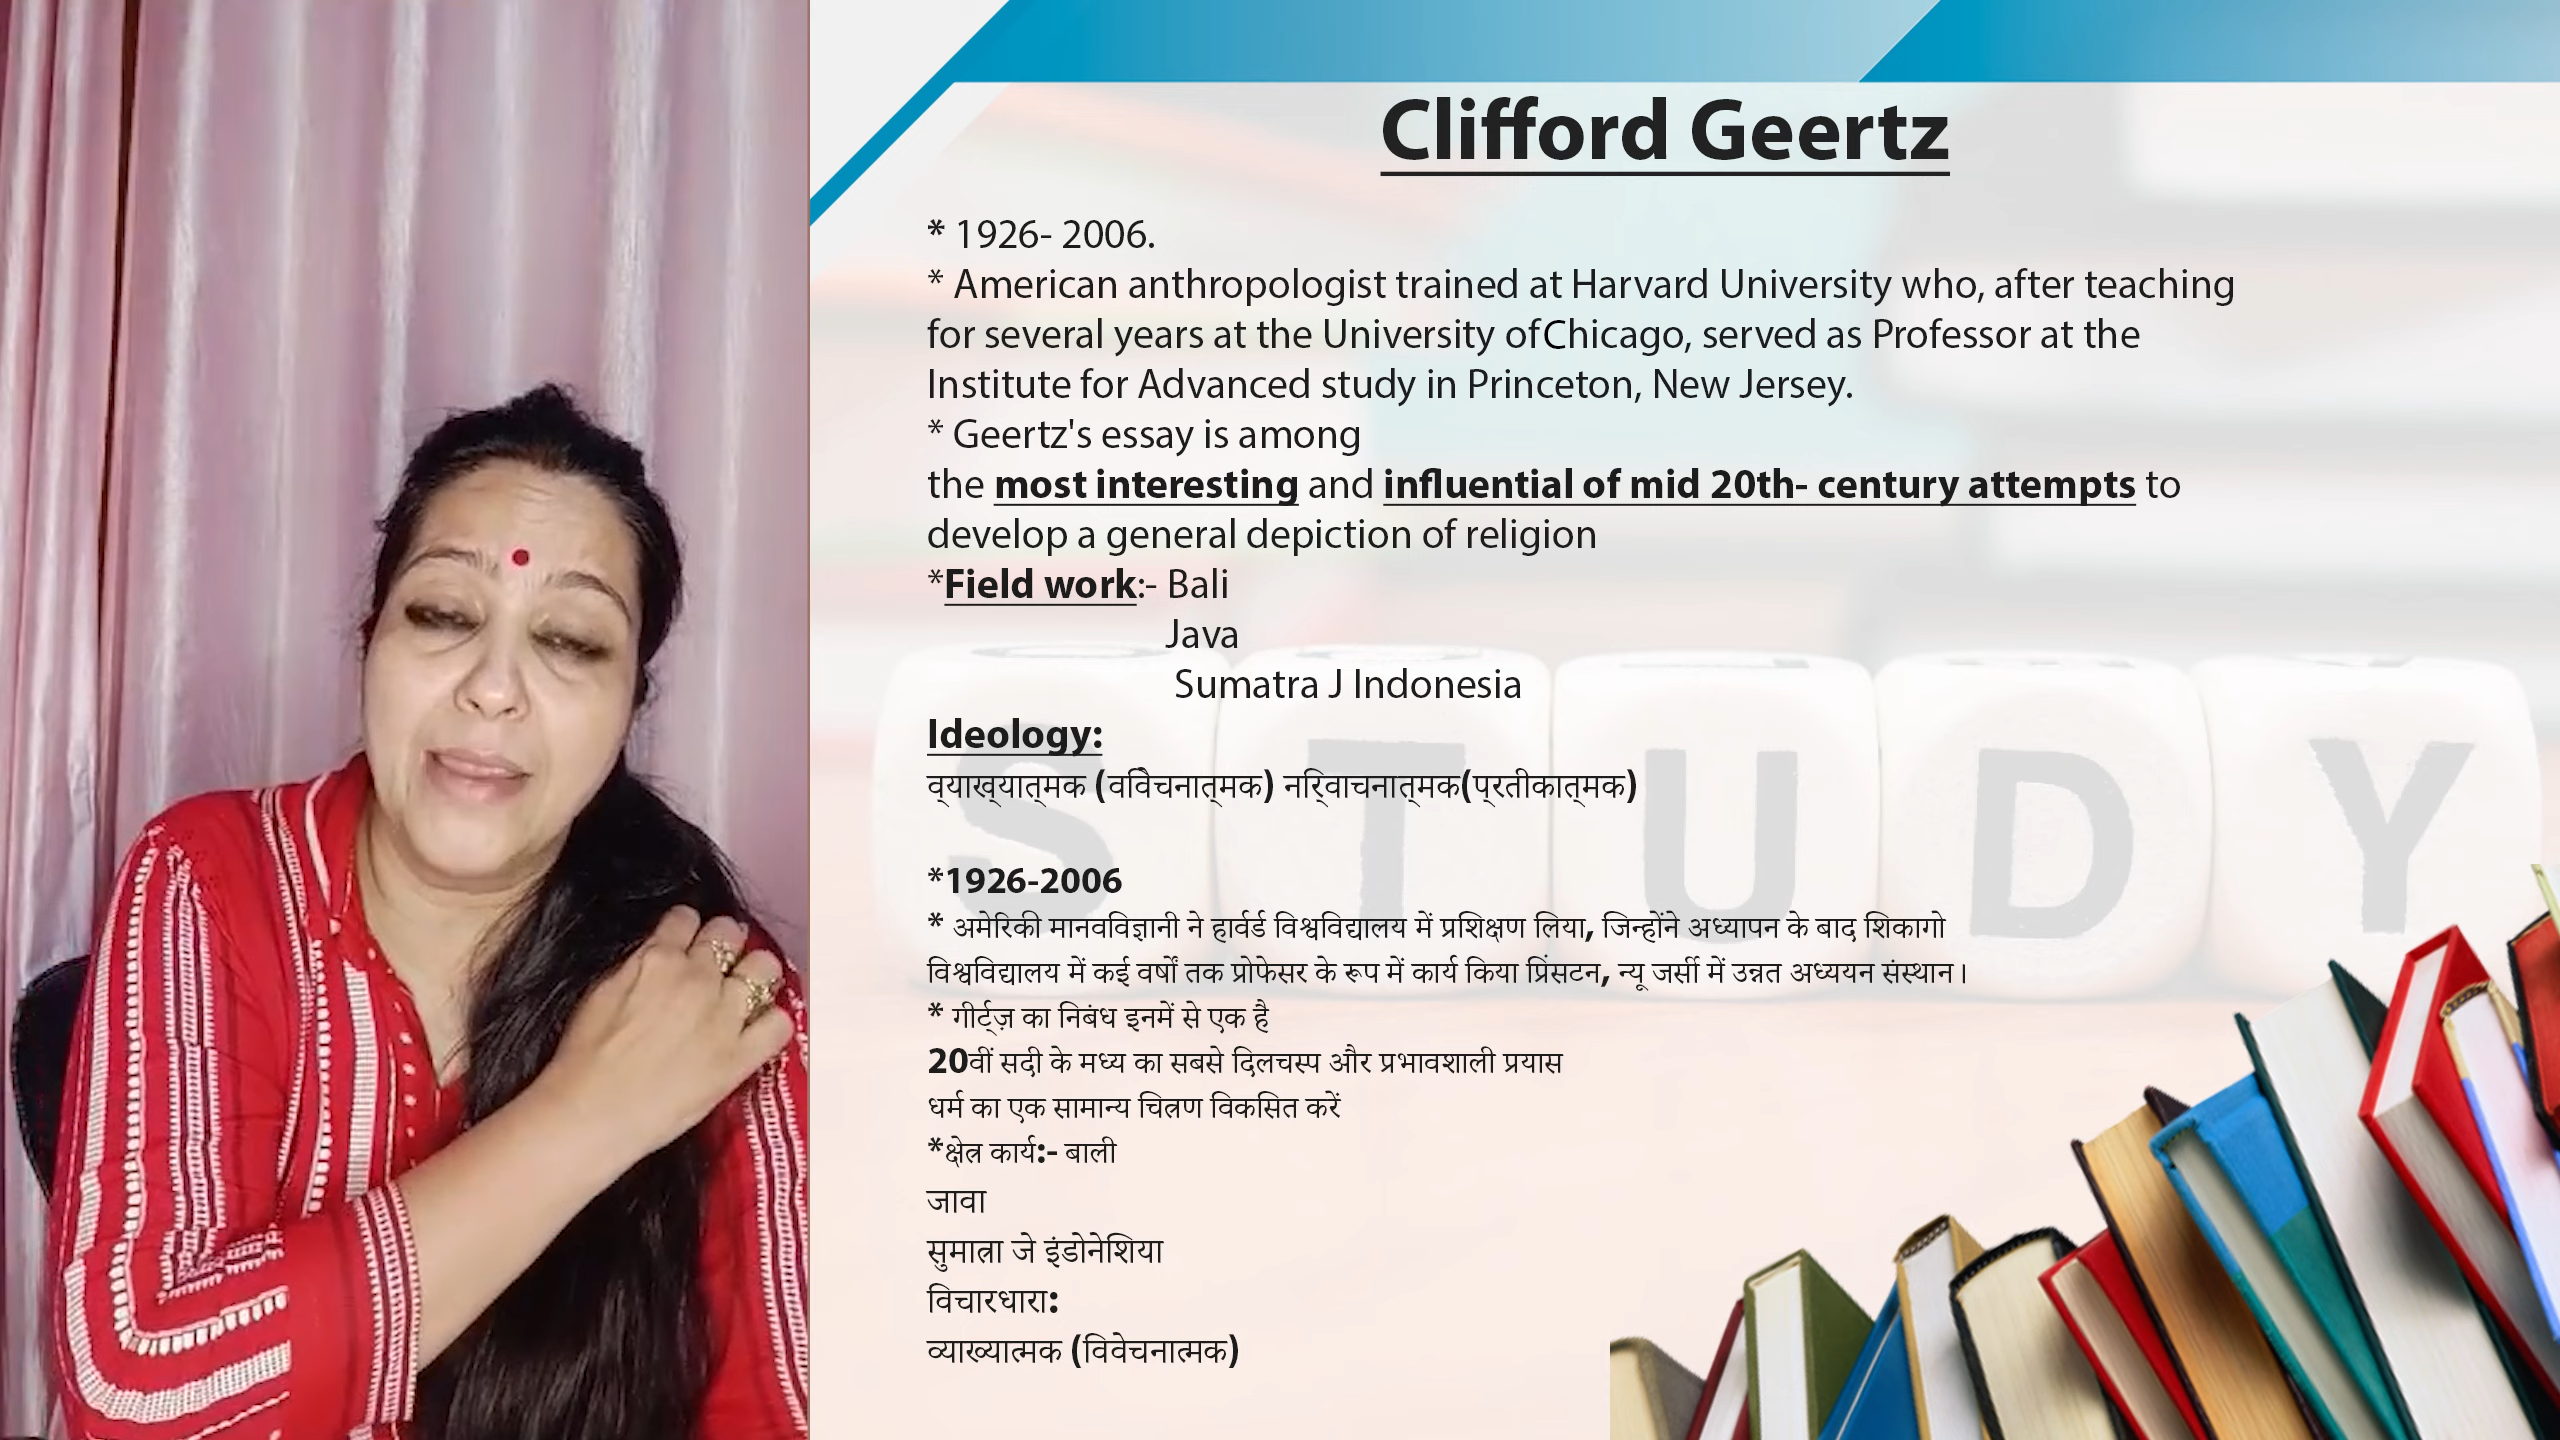 Clifford Geertz
* 1926- 2006.
* American anthropologist trained at Harvard University who, after teaching
for several years at the University ofChicago, served as Professor at the
Institute for Advanced study in Princeton, New Jersey.
* Geertz's essay is among
the most interesting and influential of mid 20th- century attempts to
develop a general depiction of religion
*Field work:- Bali
Java
Sumatra J Indonesia
Ideology:
व्‌याख्‌यात्‌मक (वविेचनात्‌मक) नर्‌िवाचनात्‌मक(प्‌रतीकात्‌मक)
*1926-2006
* अमेरिकी मानवविज्ञानी ने हार्वर्ड विश्वविद्यालय में प्रशिक्षण लिया, जिन्होंने अध्यापन के बाद शिकागो
विश्वविद्यालय में कई वर्षों तक प्रोफेसर के रूप में कार्य किया प्रिंसटन, न्यू जर्सी में उन्नत अध्ययन संस्थान।
* गीर्ट्ज़ का निबंध इनमें से एक है
20वीं सदी के मध्य का सबसे दिलचस्प और प्रभावशाली प्रयास
धर्म का एक सामान्य चित्रण विकसित करें
*क्षेत्र कार्य:- बाली
जावा
सुमात्रा जे इंडोनेशिया
विचारधारा:
व्याख्यात्मक (विवेचनात्मक)
STUDY